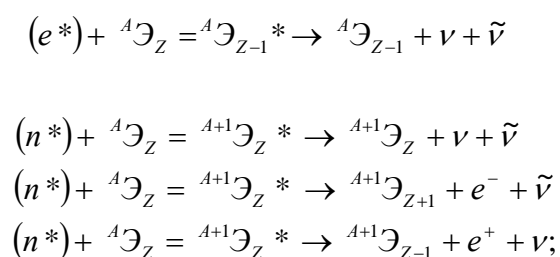 (e*) + ᴬЭ_Z = ᴬЭ_{Z-1}* → ᴬЭ_{Z-1} + ν + ν̃
(n*) + ᴬЭ_Z = ᴬ⁺¹Э_Z * → ᴬ⁺¹Э_Z + ν + ν̃
(n*) + ᴬЭ_Z = ᴬ⁺¹Э_Z * → ᴬ⁺¹Э_{Z+1} + e⁻ + ν̃
(n*) + ᴬЭ_Z = ᴬ⁺¹Э_Z * → ᴬ⁺¹Э_{Z-1} + e⁺ + ν;